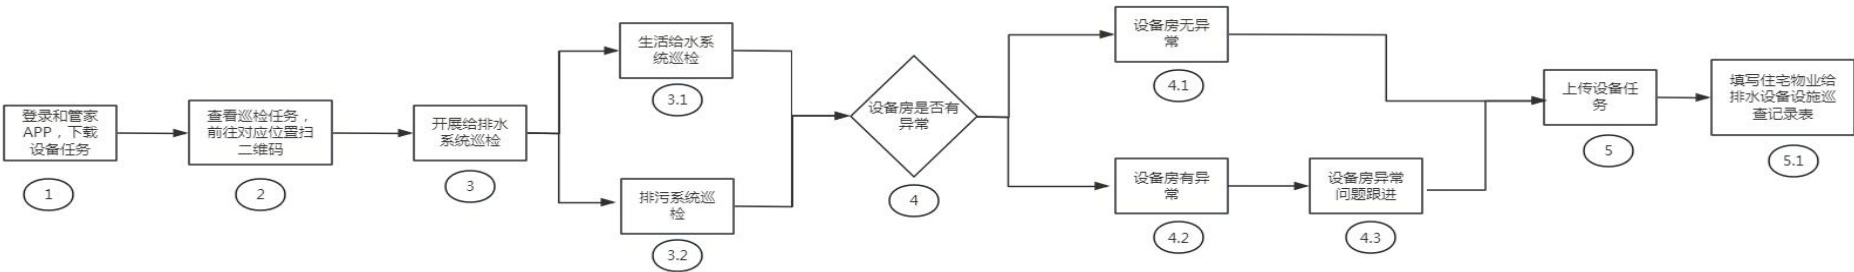 登录和管家
APP，下载
设备任务
1
查看巡检任务，
前往对应位置扫
二维码
2
开展给排水
系统巡检
3
生活给水系
统巡检
3.1
排污系统巡
检
3.2
设备房是否有
异常
4
设备房无异
常
4.1
设备房有异
常
4.2
设备房异常
问题跟进
4.3
上传设备任
务
5
填写住宅物业给
排水设备设施巡
查记录表
5.1